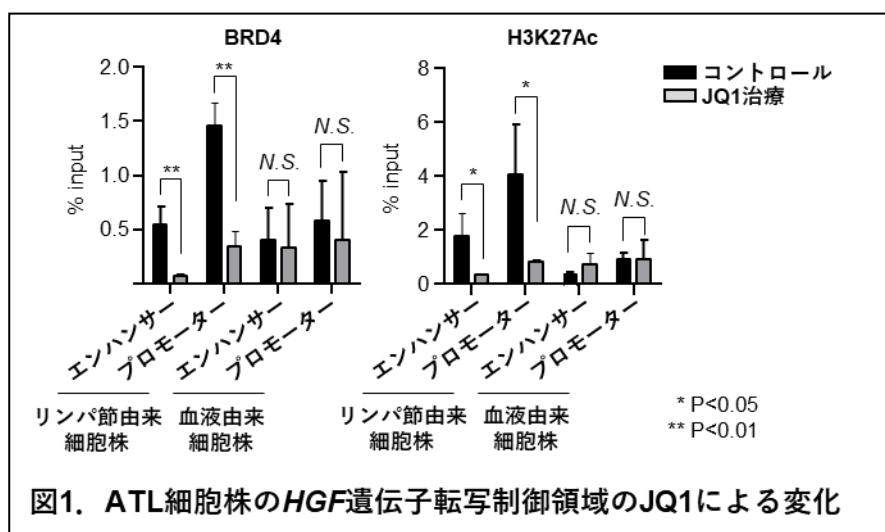 BRD4
H3K27Ac
コントロール
JQ1治療
% input
2.0
1.5
1.0
0.5
**
**
N.S.
N.S.
エンハンサー
プロモーター
エンハンサー
プロモーター
リンパ節由来
細胞株
血液由来
細胞株
% input
8
6
4
2
0
*
*
N.S.
N.S.
エンハンサー
プロモーター
エンハンサー
プロモーター
リンパ節由来
細胞株
血液由来
細胞株
* P<0.05
** P<0.01
図1. ATL細胞株のHGF遺伝子転写制御領域のJQ1による変化